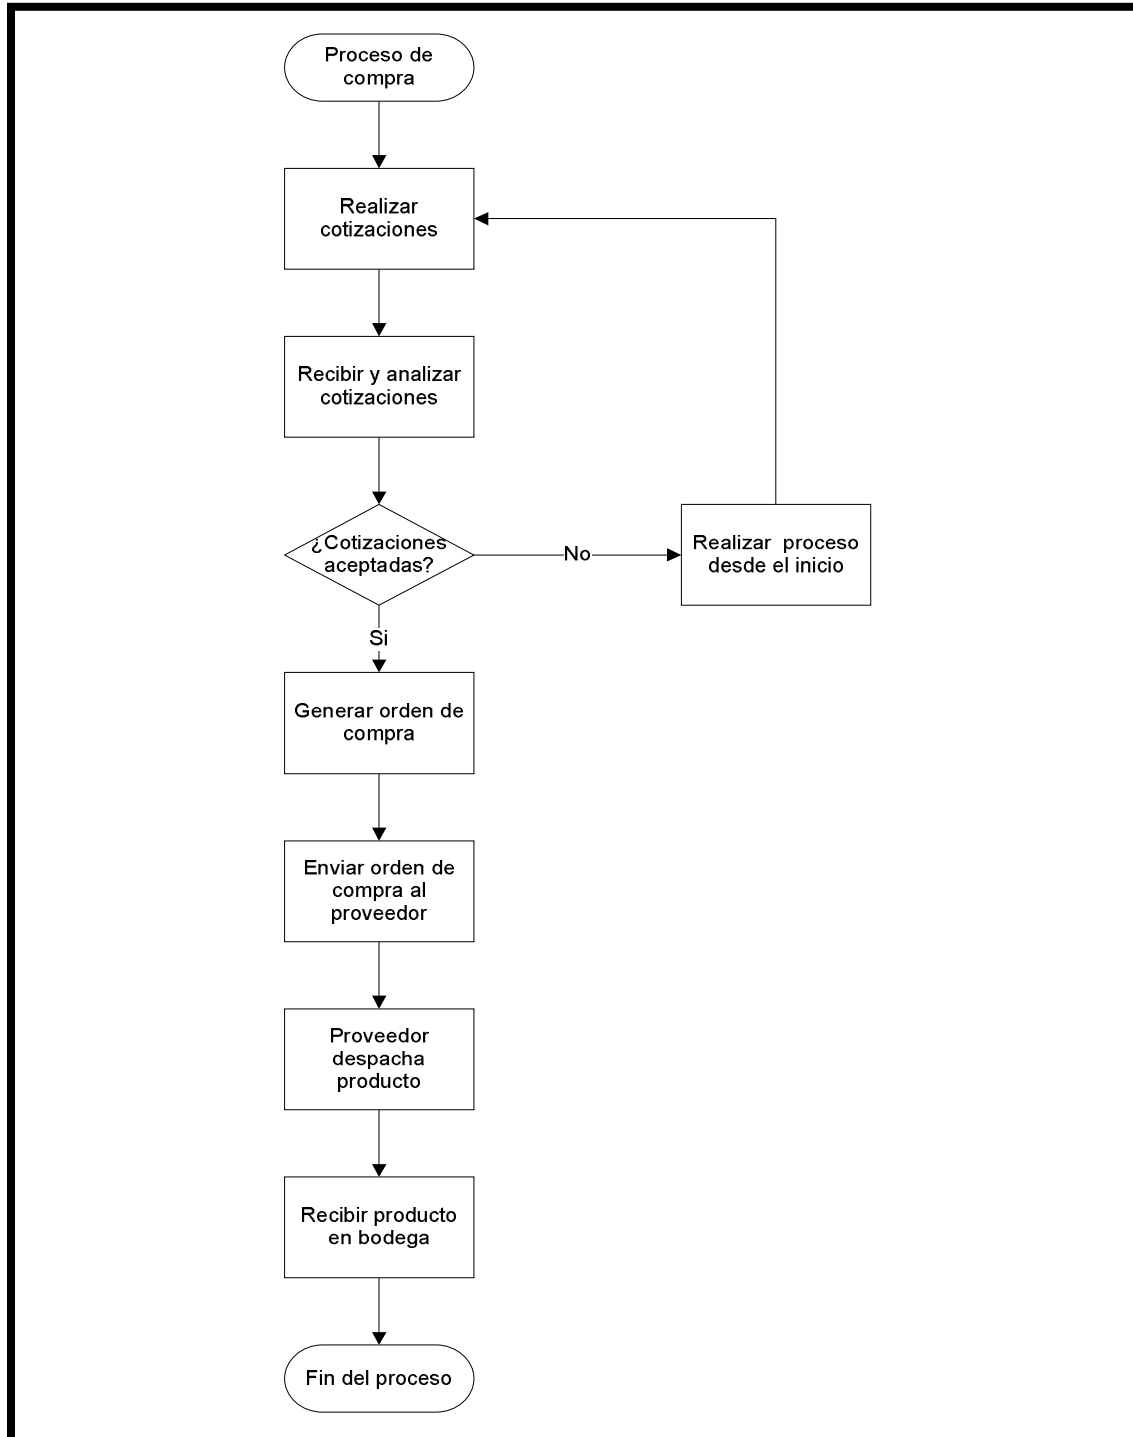 Proceso de
compra
Realizar
cotizaciones
Recibir y analizar
cotizaciones
¿Cotizaciones
aceptadas?
No
Realizar  proceso
desde el inicio
Si
Generar orden de
compra
Enviar orden de
compra al
proveedor
Proveedor
despacha
producto
Recibir producto
en bodega
Fin del proceso